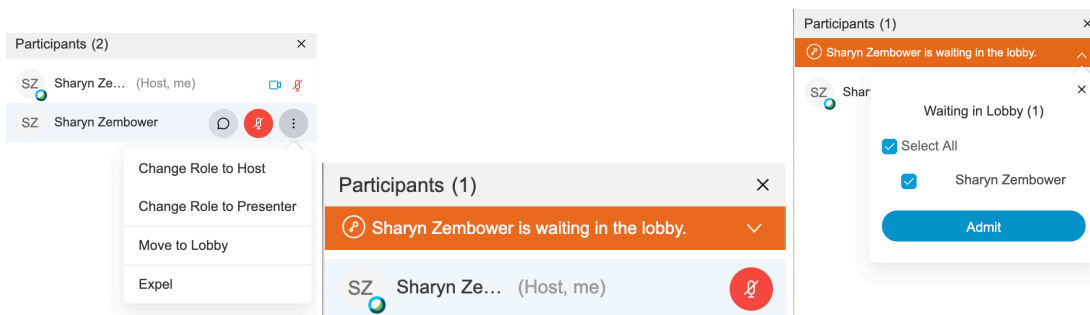 Participants (2)
SZ Sharyn Ze... (Host, me)
SZ Sharyn Zembower
Change Role to Host
Change Role to Presenter
Move to Lobby
Expel
Participants (1)
Sharyn Zembower is waiting in the lobby.
SZ Sharyn Ze... (Host, me)
Participants (1)
Sharyn Zembower is waiting in the lobby.
SZ Shar
Waiting in Lobby (1)
Select All
Sharyn Zembower
Admit